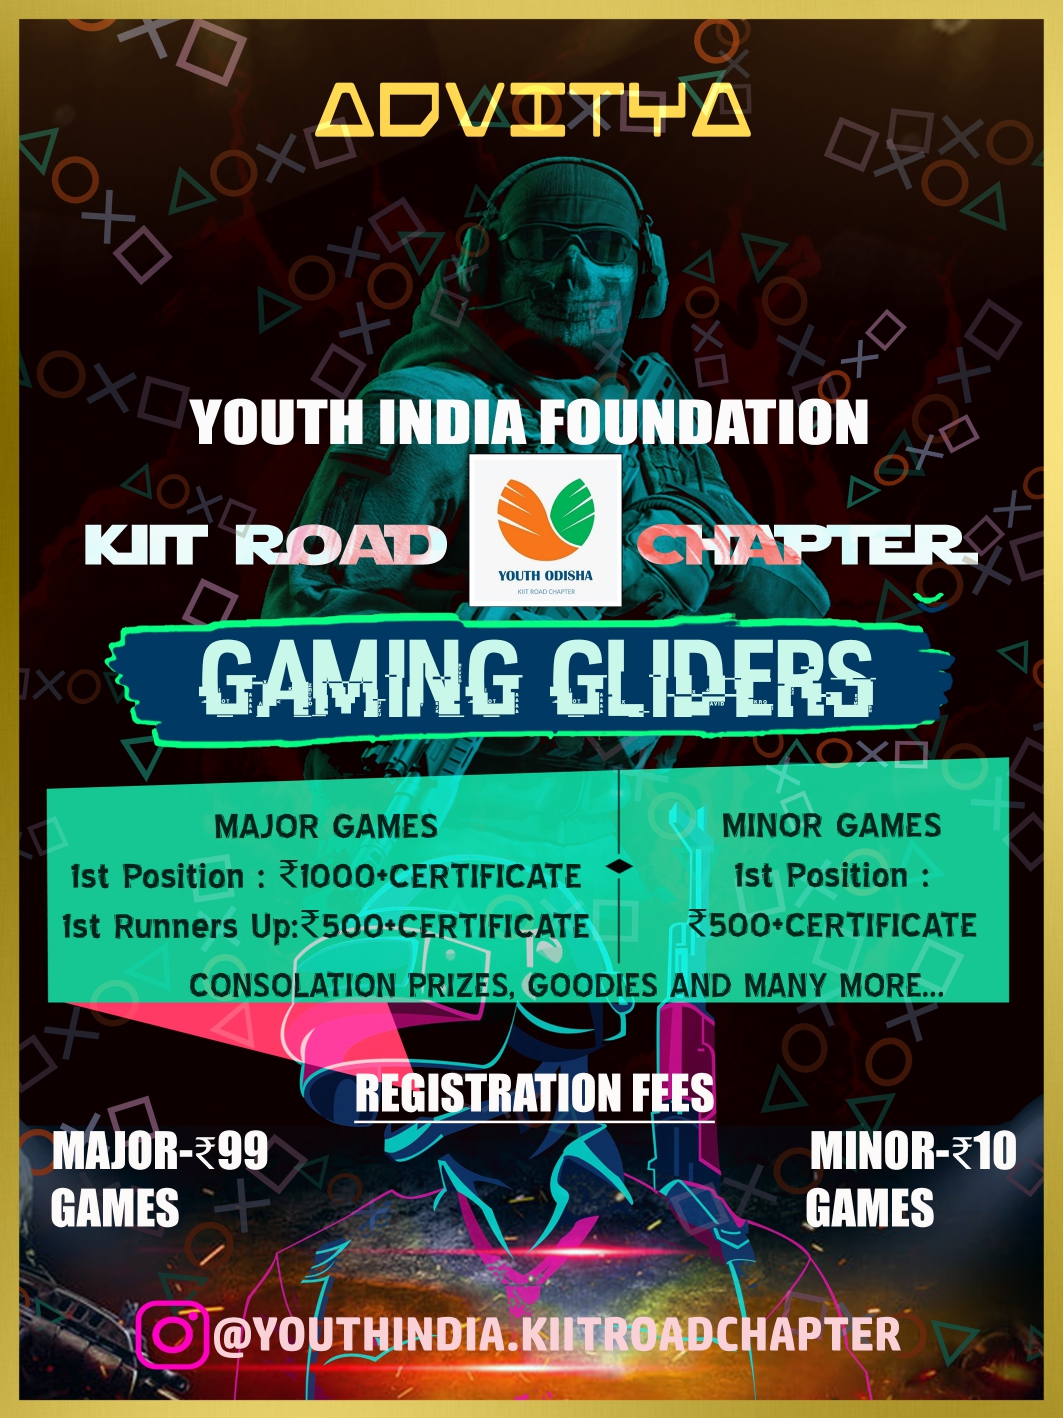 ADVITYA
YOUTH INDIA FOUNDATION
KIIT ROAD CHAPTER
YOUTH ODISHA
KIIT ROAD CHAPTER
GAMING GLIDERS
MAJOR GAMES
1st Position : ₹1000+CERTIFICATE
1st Runners Up:₹500+CERTIFICATE
MINOR GAMES
1st Position :
₹500+CERTIFICATE
CONSOLATION PRIZES, GOODIES AND MANY MORE...
REGISTRATION FEES
MAJOR-₹99
GAMES
MINOR-₹10
GAMES
@YOUTHINDIA.KIITROADCHAPTER